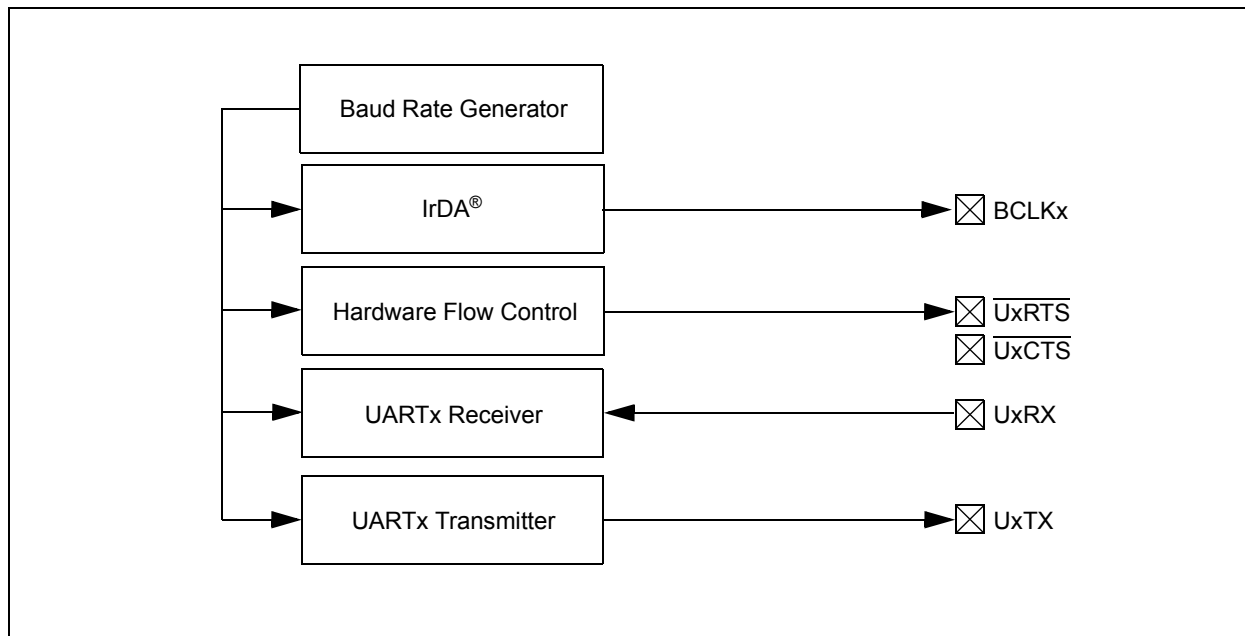 Baud Rate Generator
IrDA®
BCLKx
Hardware Flow Control
UxRTS
UxCTS
UARTx Receiver
UxRX
UARTx Transmitter
UxTX